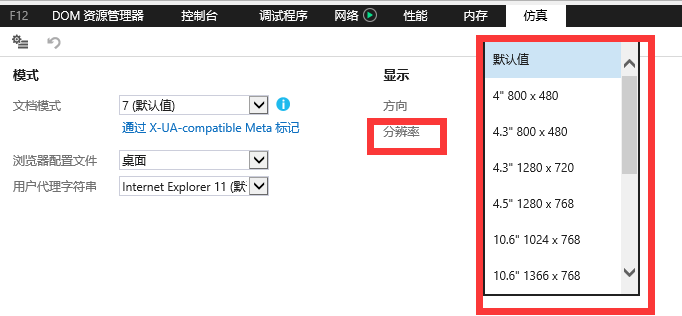 F12 DOM 资源管理器 控制台 调试程序 网络 性能 内存 仿真
模式
文档模式 7 (默认值)
通过 X-UA-compatible Meta 标记
浏览器配置文件 桌面
用户代理字符串 Internet Explorer 11 (默
显示
方向
分辨率
默认值
4" 800 x 480
4.3" 800 x 480
4.3" 1280 x 720
4.5" 1280 x 768
10.6" 1024 x 768
10.6" 1366 x 768